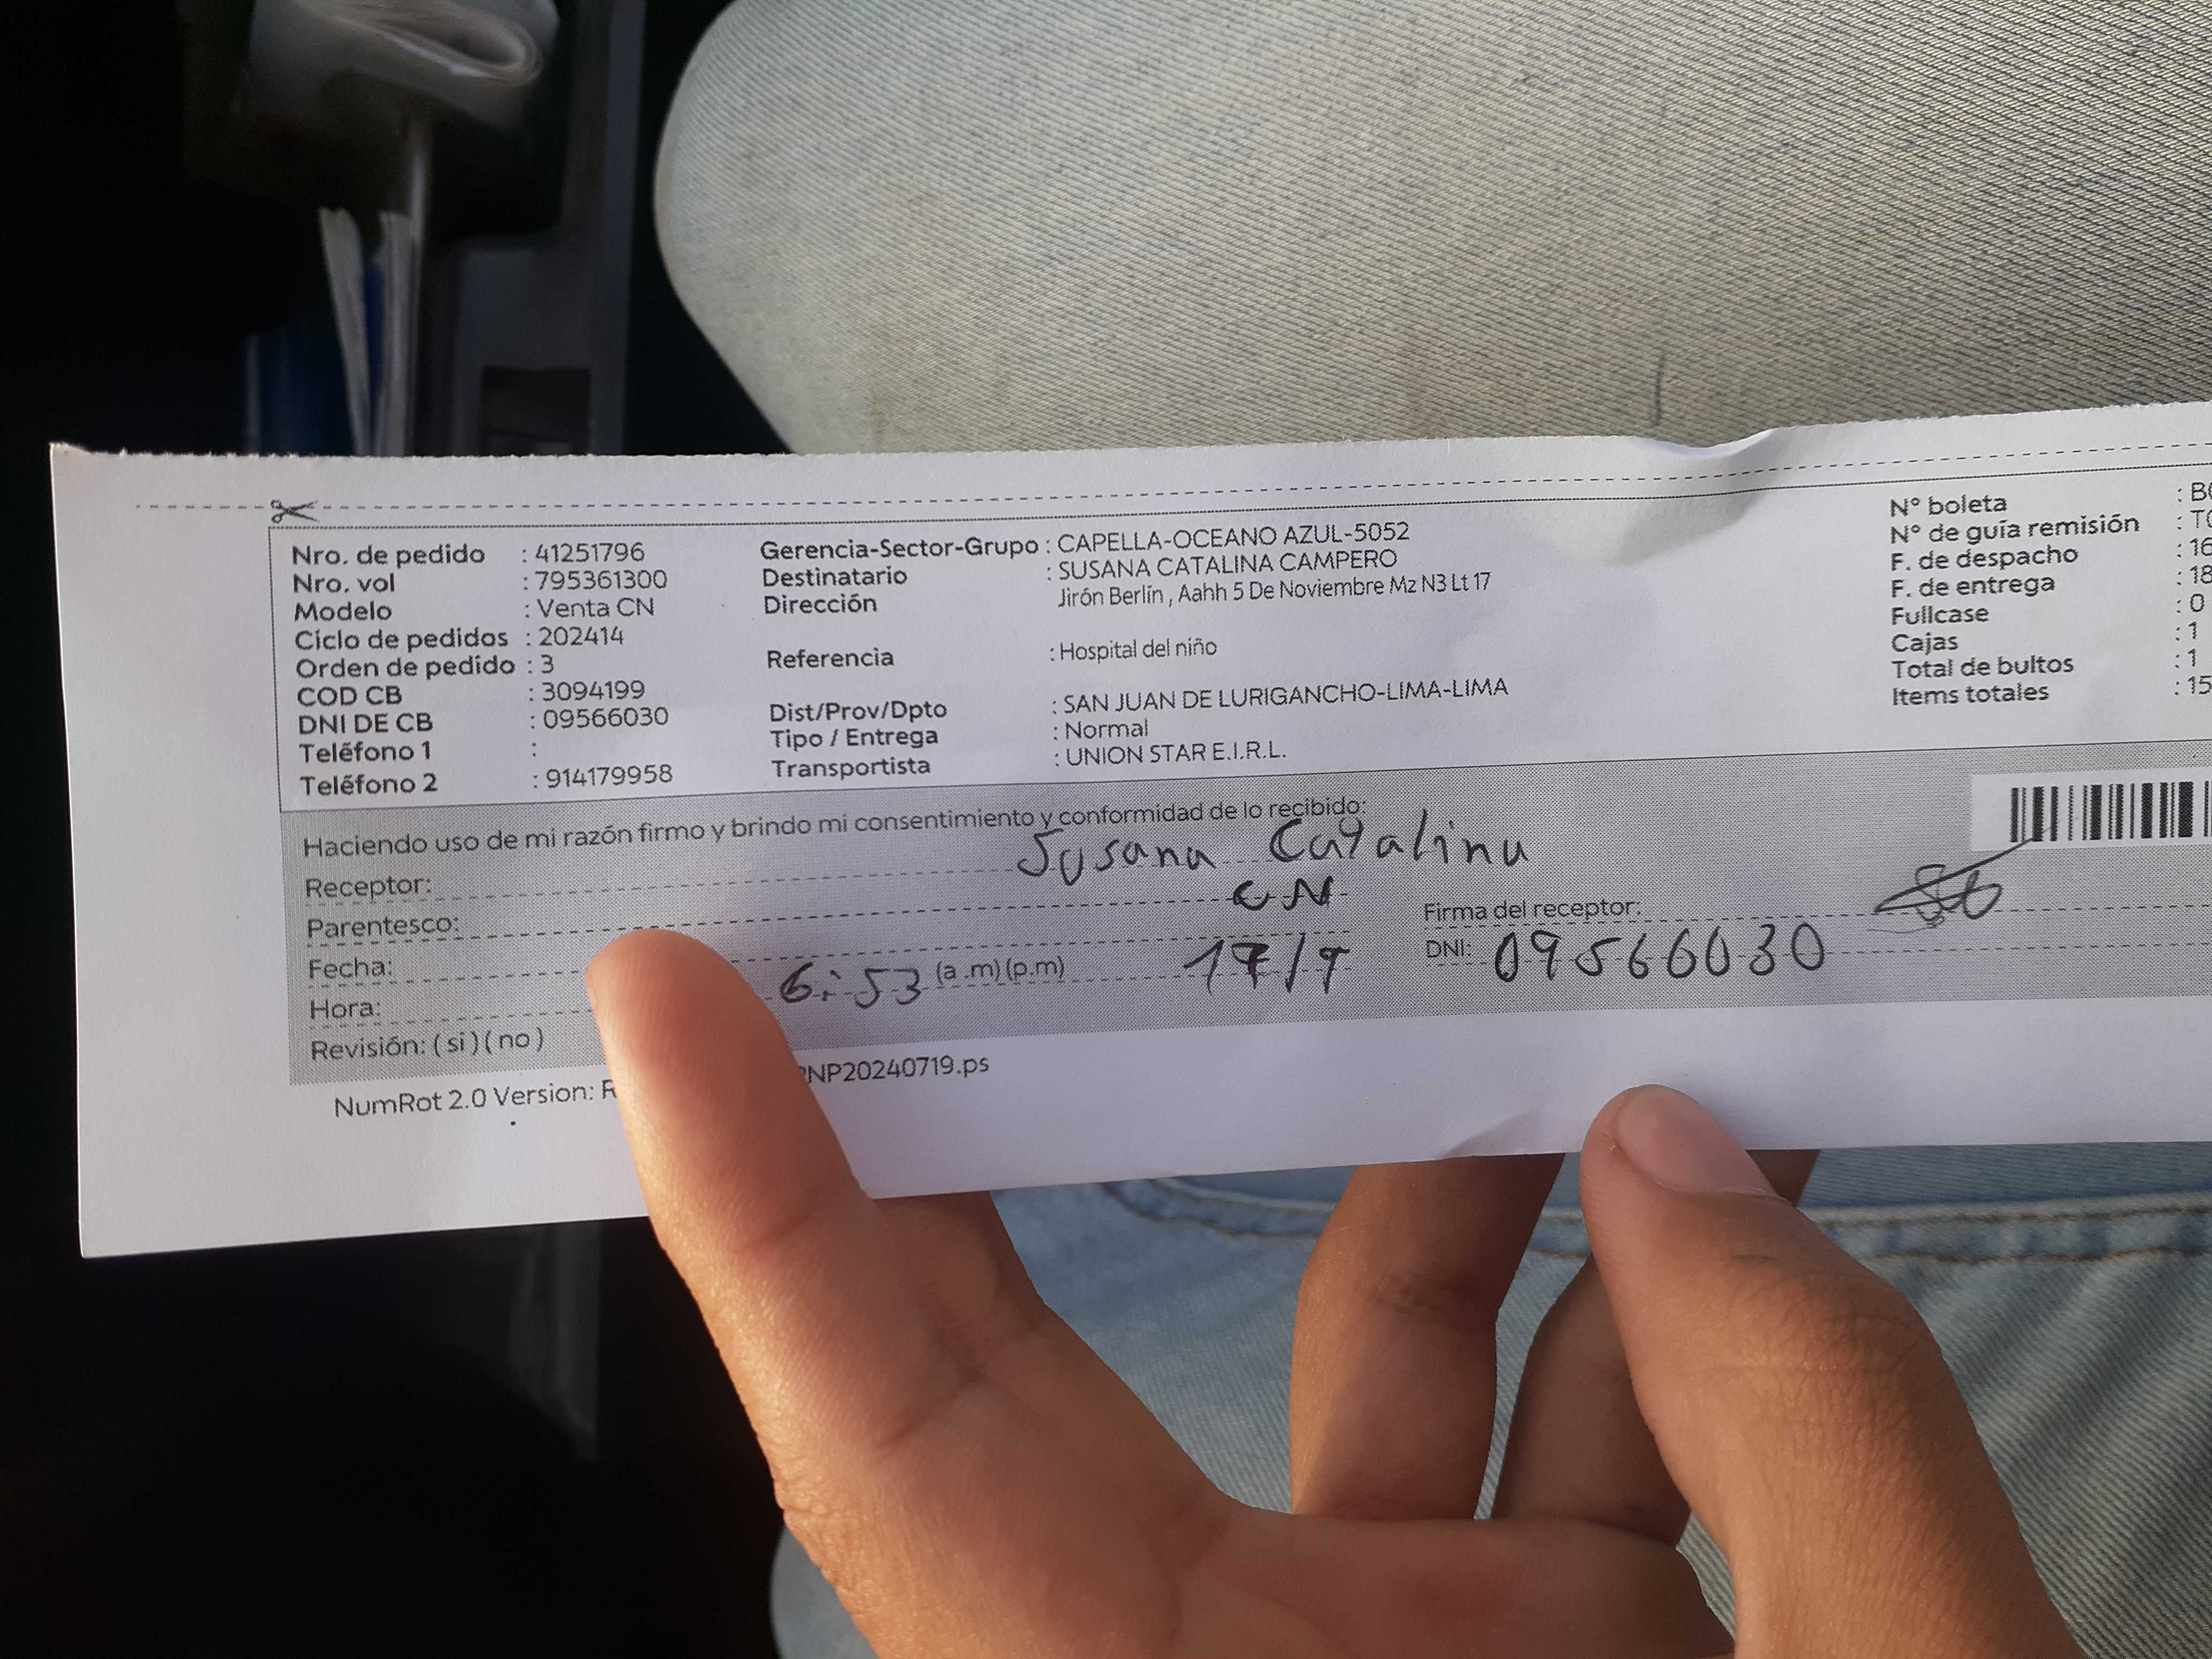 Nro. de pedido : 41251796
Nro. vol : 795361300
Modelo : Venta CN
Ciclo de pedidos : 202414
Orden de pedido : 3
COD CB : 3094199
DNI DE CB : 09566030
Teléfono 1 :
Teléfono 2 : 914179958
Gerencia-Sector-Grupo : CAPELLA-OCEANO AZUL-5052
Destinatario : SUSANA CATALINA CAMPERO
Dirección Jirón Berlín , Aahh 5 De Noviembre Mz N3 Lt 17
Referencia : Hospital del niño
Dist/Prov/Dpto : SAN JUAN DE LURIGANCHO-LIMA-LIMA
Tipo / Entrega : Normal
Transportista : UNION STAR E.I.R.L.
N° boleta :
N° de guía remisión :
F. de despacho : 16
F. de entrega : 18
Fullcase : 0
Cajas : 1
Total de bultos : 1
Items totales : 15
Haciendo uso de mi razón firmo y brindo mi consentimiento y conformidad de lo recibido:
Receptor: Susana Catalina
Parentesco: CN
Fecha: 17/9
Hora: 6:53 (a .m) (p.m)
Revisión: ( si ) ( no )
Firma del receptor:
DNI: 09566030
NumRot 2.0 Version: NP20240719.ps